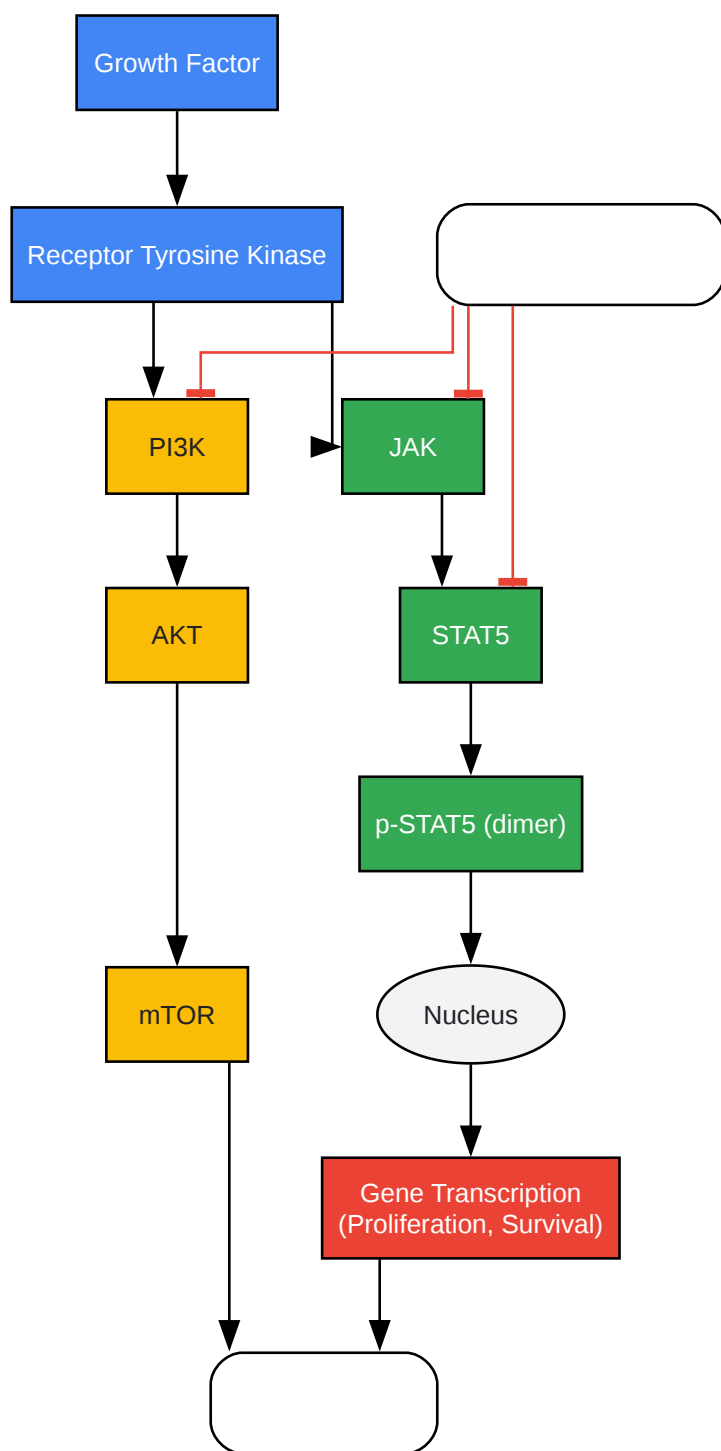 Growth Factor
Receptor Tyrosine Kinase
PI3K
JAK
AKT
STAT5
p-STAT5 (dimer)
mTOR
Nucleus
Gene Transcription
(Proliferation, Survival)